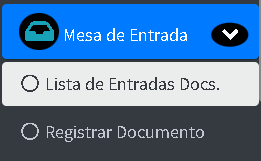 Mesa de Entrada
Lista de Entradas Docs.
Registrar Documento